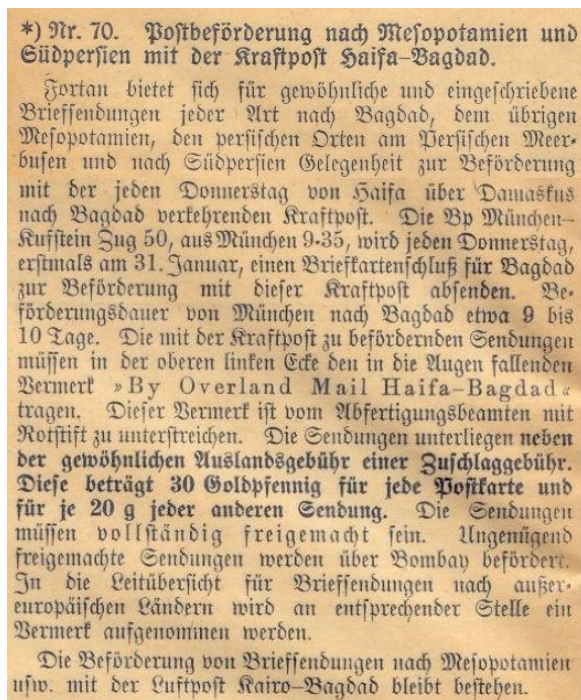 *) Nr. 70. Postbeförderung nach Mesopotamien und
Südpersien mit der Kraftpost Haifa–Bagdad.
Fortan bietet sich für gewöhnliche und eingeschriebene
Briefsendungen jeder Art nach Bagdad, dem übrigen
Mesopotamien, den persischen Orten am Persischen Meer-
busen und nach Südpersien Gelegenheit zur Beförderung
mit der jeden Donnerstag von Haifa über Damaskus
nach Bagdad verkehrenden Kraftpost. Die Bp München–
Kufstein Zug 50, aus München 9·35, wird jeden Donnerstag,
erstmals am 31. Januar, einen Briefkartenschluß für Bagdad
zur Beförderung mit dieser Kraftpost absenden. Be-
förderungsdauer von München nach Bagdad etwa 9 bis
10 Tage. Die mit der Kraftpost zu befördernden Sendungen
müssen in der oberen linken Ecke den in die Augen fallenden
Vermerk »By Overland Mail Haifa–Bagdad«
tragen. Dieser Vermerk ist vom Abfertigungsbeamten mit
Rotstift zu unterstreichen. Die Sendungen unterliegen neben
der gewöhnlichen Auslandsgebühr einer Zuschlaggebühr.
Diese beträgt 30 Goldpfennig für jede Postkarte und
für je 20 g jeder anderen Sendung. Die Sendungen
müssen vollständig freigemacht sein. Ungenügend
freigemachte Sendungen werden über Bombay befördert.
In die Leitübersicht für Briefsendungen nach außer-
europäischen Ländern wird an entsprechender Stelle ein
Vermerk aufgenommen werden.
Die Beförderung von Briefsendungen nach Mesopotamien
usw. mit der Luftpost Kairo–Bagdad bleibt bestehen.